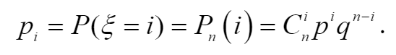 p_i = P(ξ = i) = P_n(i) = C_n^i p^i q^{n-i}.